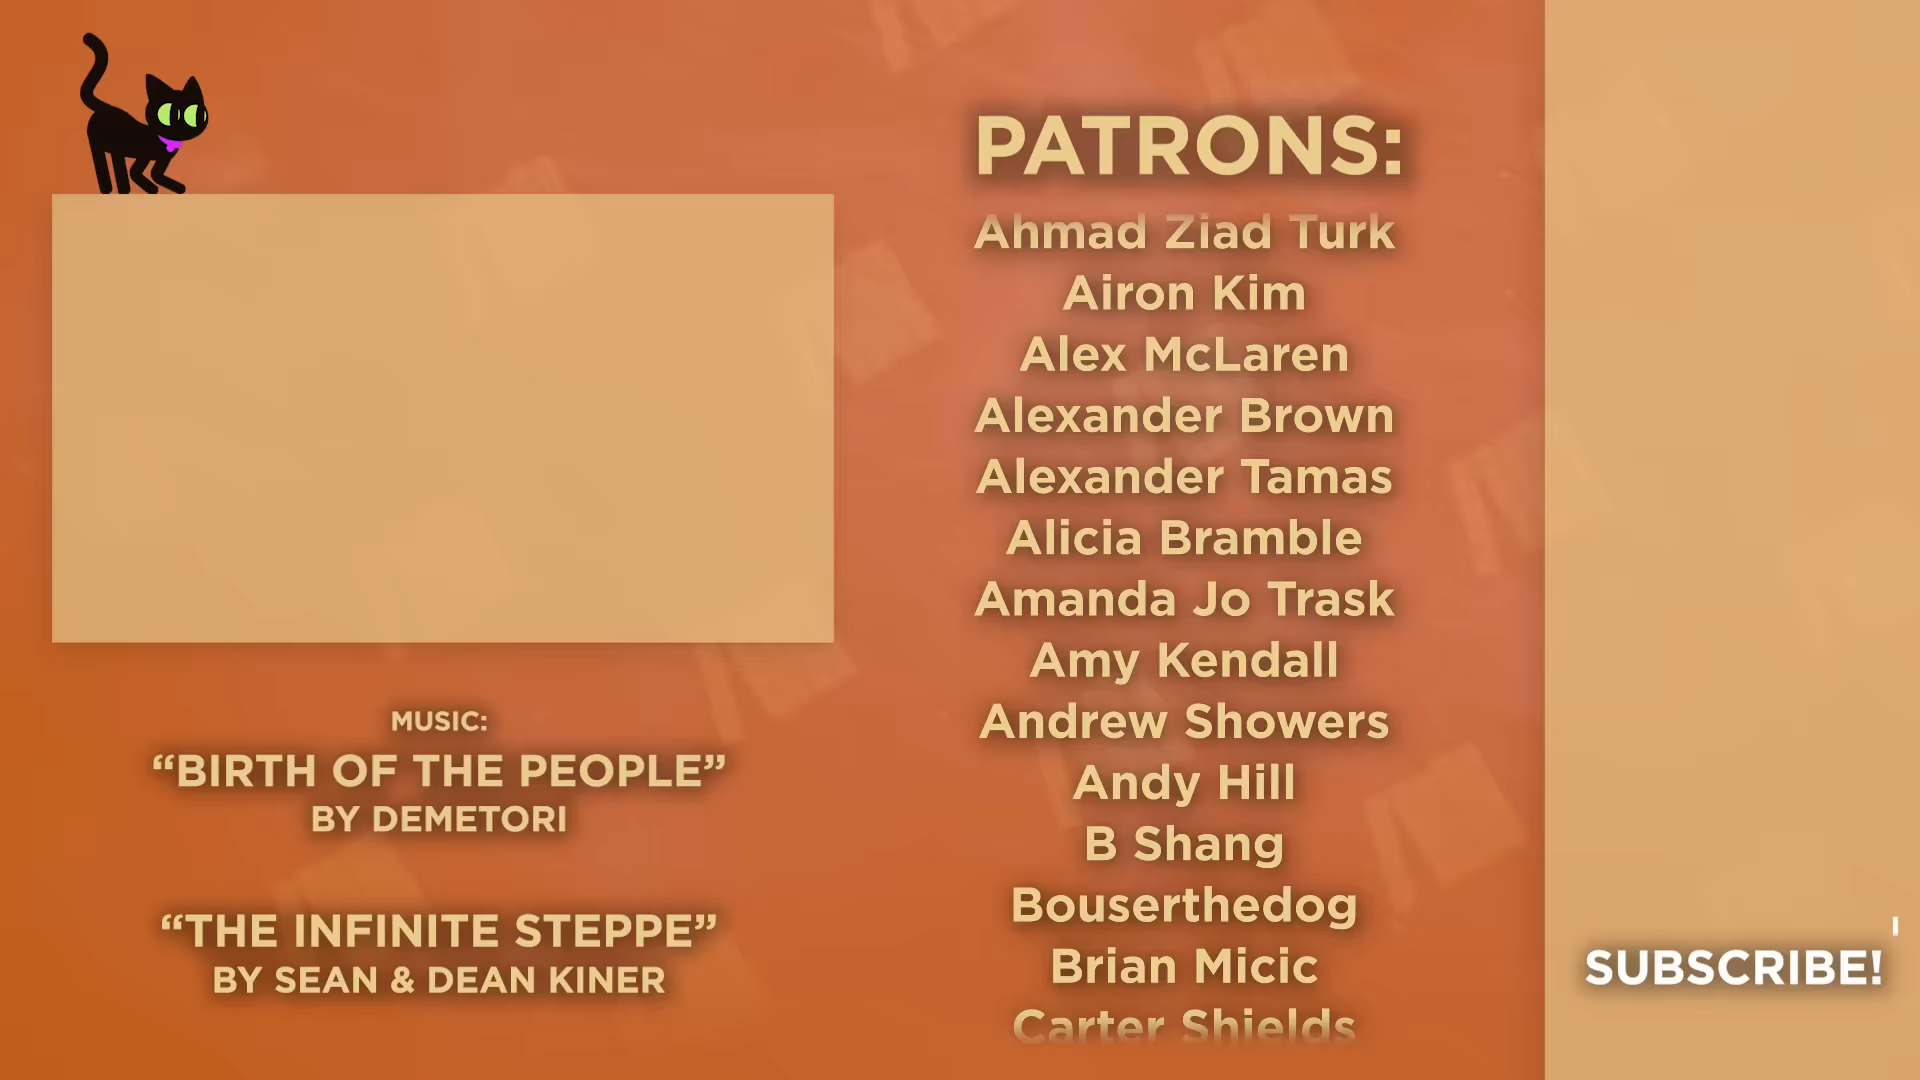 PATRONS:
Ahmad Ziad Turk
Airon Kim
Alex McLaren
Alexander Brown
Alexander Tamas
Alicia Bramble
Amanda Jo Trask
Amy Kendall
Andrew Showers
Andy Hill
B Shang
Bouserthedog
Brian Micic
Carter Shields
MUSIC:
“BIRTH OF THE PEOPLE”
BY DEMETORI
“THE INFINITE STEPPE”
BY SEAN & DEAN KINER
SUBSCRIBE!